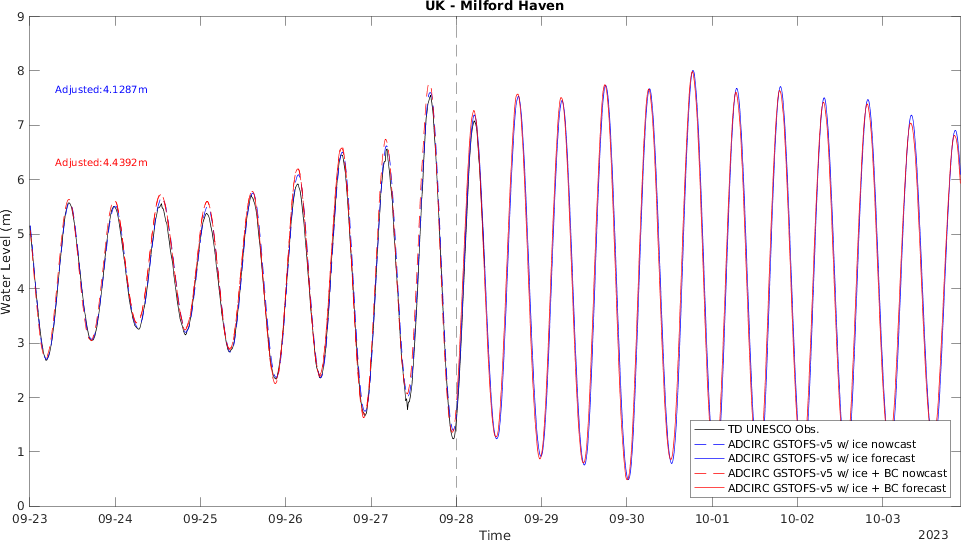 UK - Milford Haven
9
8
7
6
5
4
3
2
1
0
Water Level (m)
Adjusted:4.1287m
Adjusted:4.4392m
TD UNESCO Obs.
ADCIRC GSTOFS-v5 w/ ice nowcast
ADCIRC GSTOFS-v5 w/ ice forecast
ADCIRC GSTOFS-v5 w/ ice + BC nowcast
ADCIRC GSTOFS-v5 w/ ice + BC forecast
09-23 09-24 09-25 09-26 09-27 09-28 09-29 09-30 10-01 10-02 10-03
Time
2023